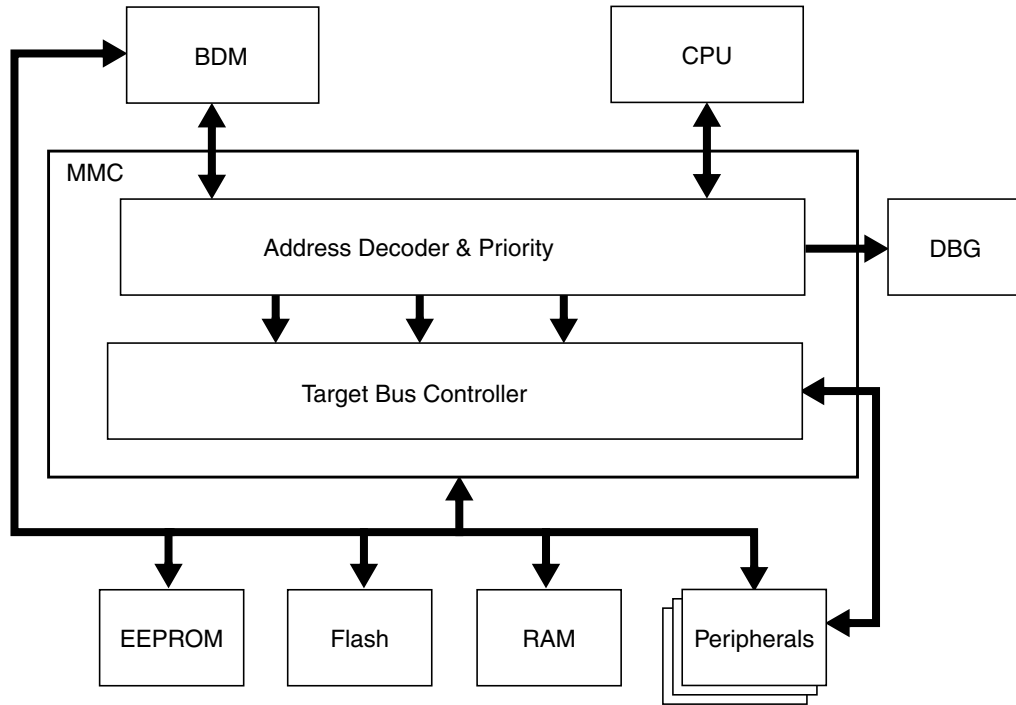 BDM
CPU
MMC
Address Decoder & Priority
DBG
Target Bus Controller
EEPROM
Flash
RAM
Peripherals